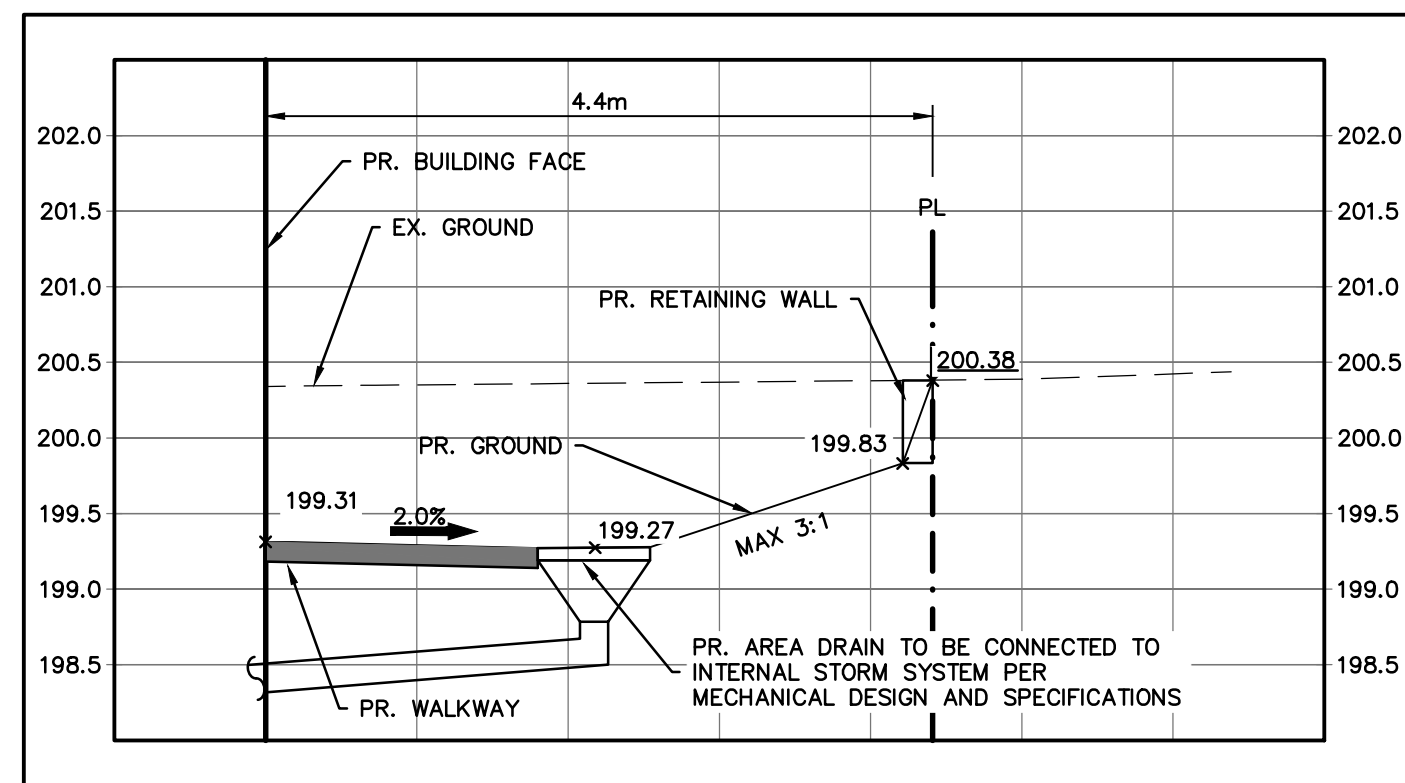 4.4m
202.0
202.0
PR. BUILDING FACE
201.5
PL
201.5
EX. GROUND
201.0
PR. RETAINING WALL
201.0
200.5
200.38
200.5
200.0
PR. GROUND
199.83
200.0
199.31
199.5
2.0%
199.27
MAX 3:1
199.5
199.0
199.0
198.5
PR. AREA DRAIN TO BE CONNECTED TO
INTERNAL STORM SYSTEM PER
MECHANICAL DESIGN AND SPECIFICATIONS
198.5
PR. WALKWAY